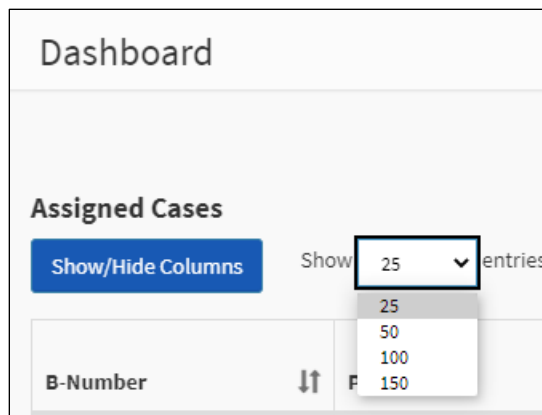 Dashboard
Assigned Cases
Show/Hide Columns Show 25 entries
25
50
B-Number P 100
150